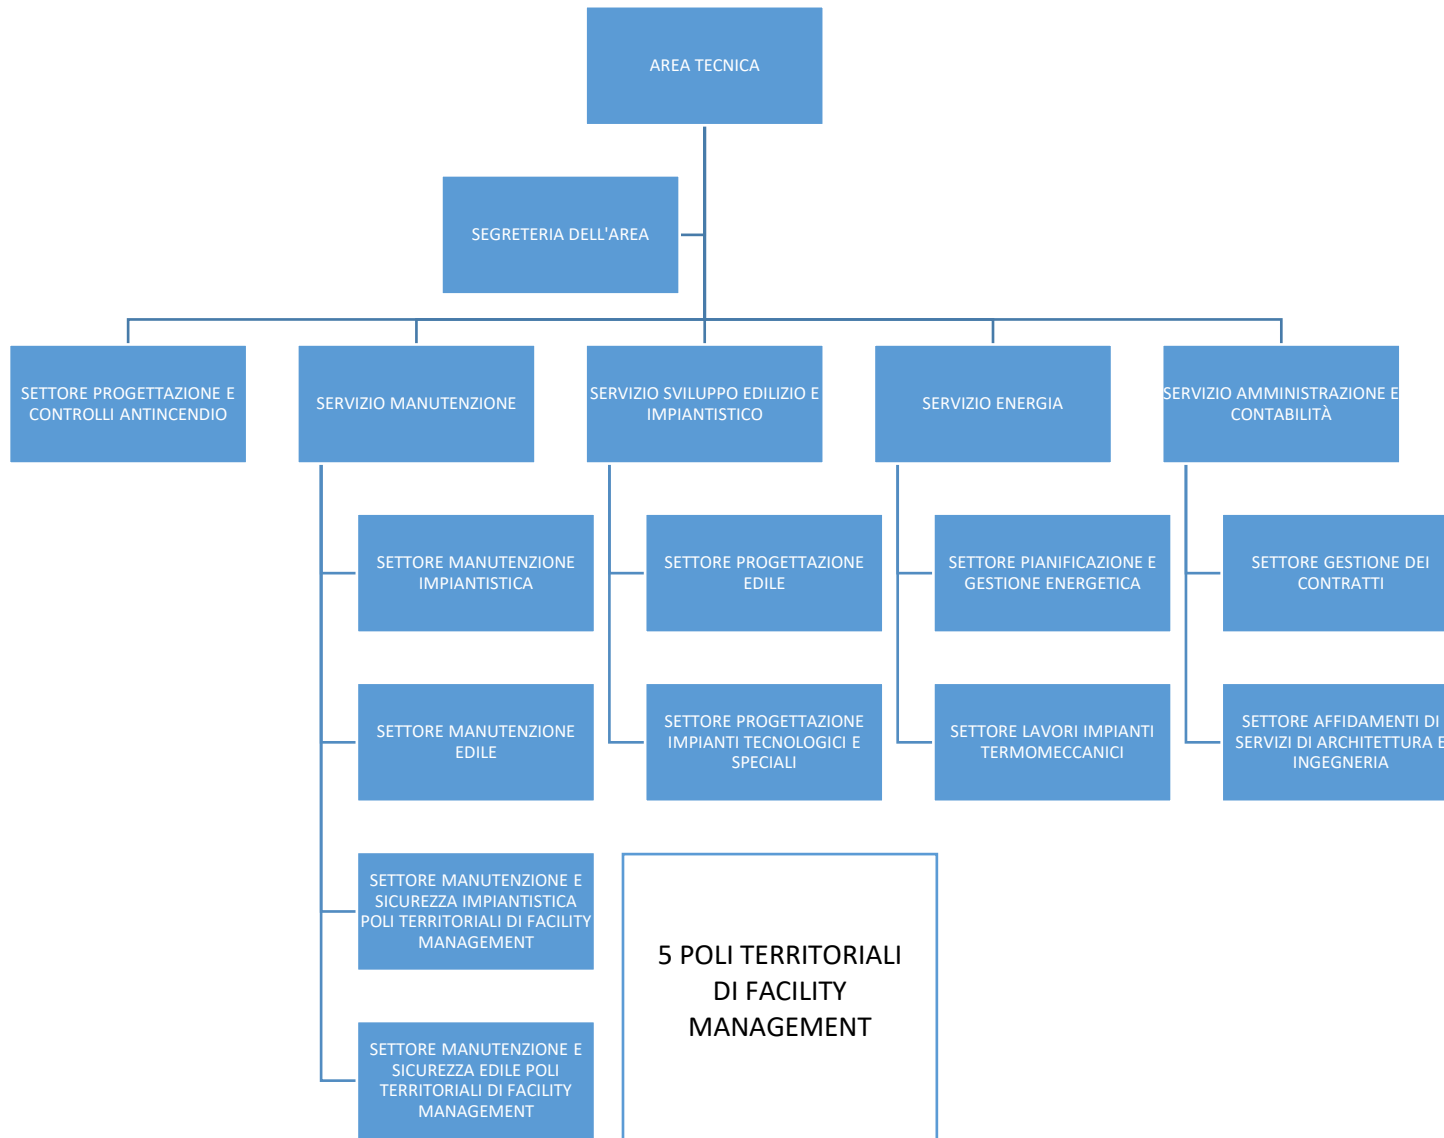 AREA TECNICA
SEGRETERIA DELL'AREA
SETTORE PROGETTAZIONE E
CONTROLLI ANTINCENDIO
SERVIZIO MANUTENZIONE
SERVIZIO SVILUPPO EDILIZIO E
IMPIANTISTICO
SERVIZIO ENERGIA
SERVIZIO AMMINISTRAZIONE E
CONTABILITÀ
SETTORE MANUTENZIONE
IMPIANTISTICA
SETTORE PROGETTAZIONE
EDILE
SETTORE PIANIFICAZIONE E
GESTIONE ENERGETICA
SETTORE GESTIONE DEI
CONTRATTI
SETTORE MANUTENZIONE
EDILE
SETTORE PROGETTAZIONE
IMPIANTI TECNOLOGICI E
SPECIALI
SETTORE LAVORI IMPIANTI
TERMOMECCANICI
SETTORE AFFIDAMENTI DI
SERVIZI DI ARCHITETTURA E
INGEGNERIA
SETTORE MANUTENZIONE E
SICUREZZA IMPIANTISTICA
POLI TERRITORIALI DI FACILITY
MANAGEMENT
5 POLI TERRITORIALI
DI FACILITY
MANAGEMENT
SETTORE MANUTENZIONE E
SICUREZZA EDILE POLI
TERRITORIALI DI FACILITY
MANAGEMENT